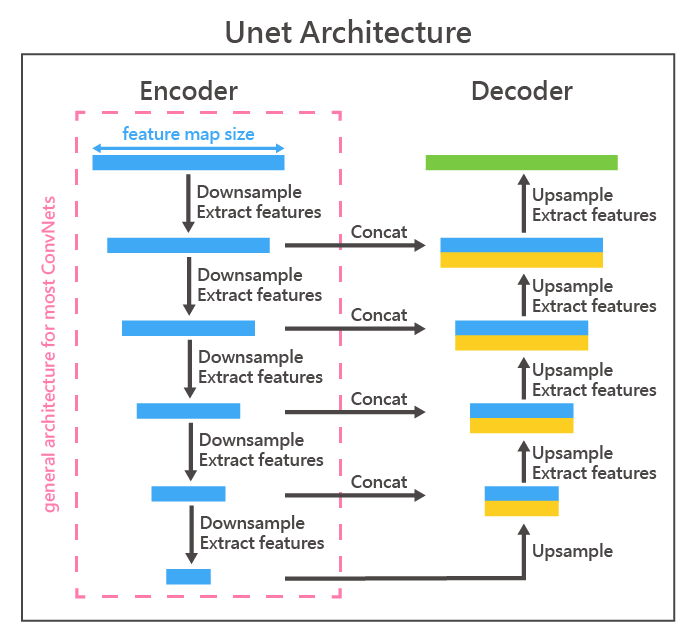 Unet Architecture
Encoder
Decoder
feature map size
general architecture for most ConvNets
Downsample
Extract features
Downsample
Extract features
Downsample
Extract features
Downsample
Extract features
Downsample
Extract features
Concat
Concat
Concat
Concat
Upsample
Extract features
Upsample
Extract features
Upsample
Extract features
Upsample
Extract features
Upsample